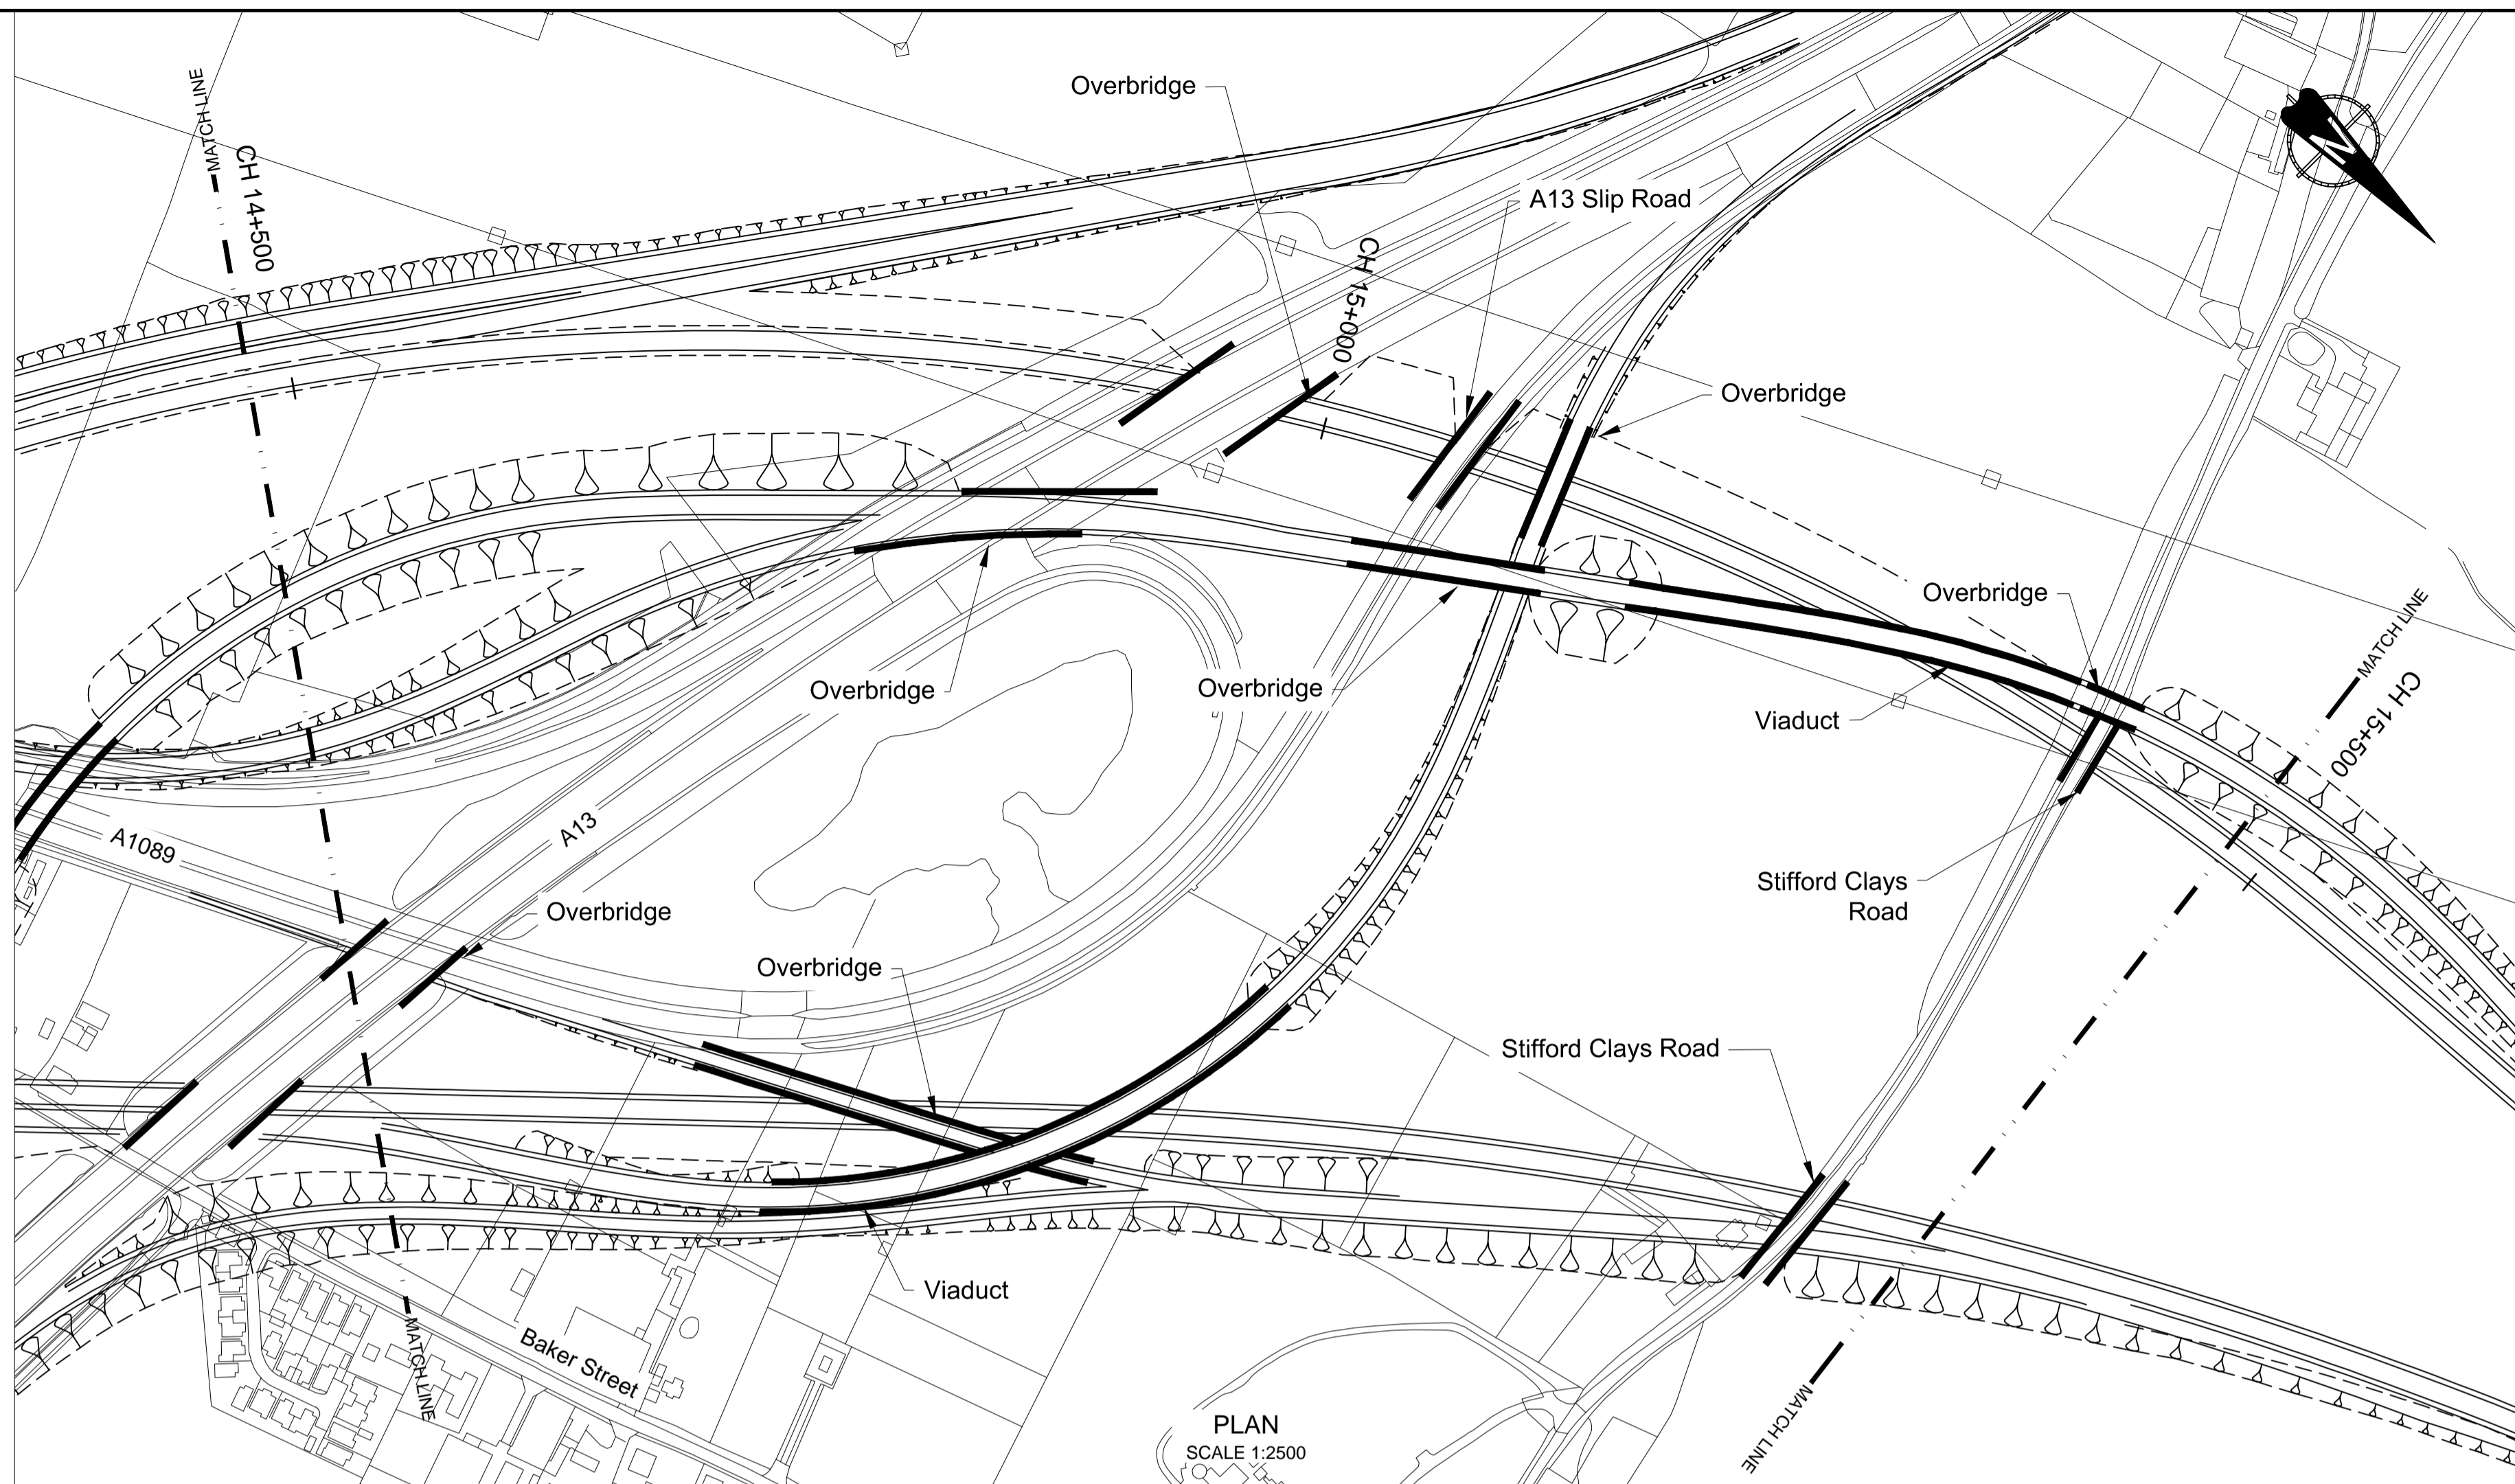 Overbridge
MATCH LINE
CH 14+500
A13 Slip Road
N
CH 15+000
Overbridge
Overbridge
MATCH LINE
CH 15+500
Overbridge
Overbridge
Viaduct
A13
A1089
Stifford Clays
Road
Overbridge
Overbridge
Stifford Clays Road
Viaduct
Baker Street
MATCH LINE
MATCH LINE
PLAN
SCALE 1:2500